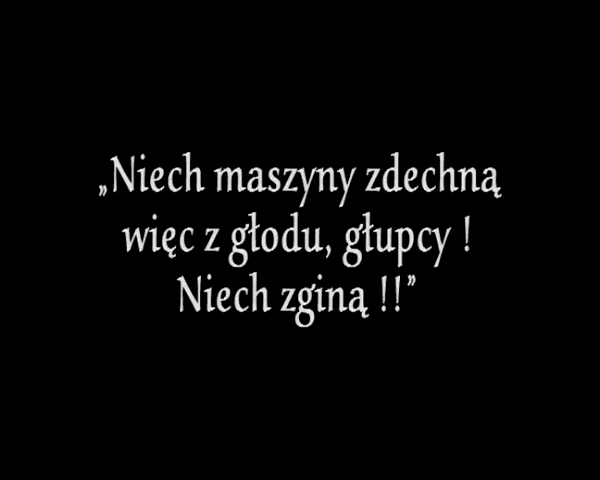 „Niech maszyny zdechną
więc z głodu, głupcy !
Niech zginą !!”